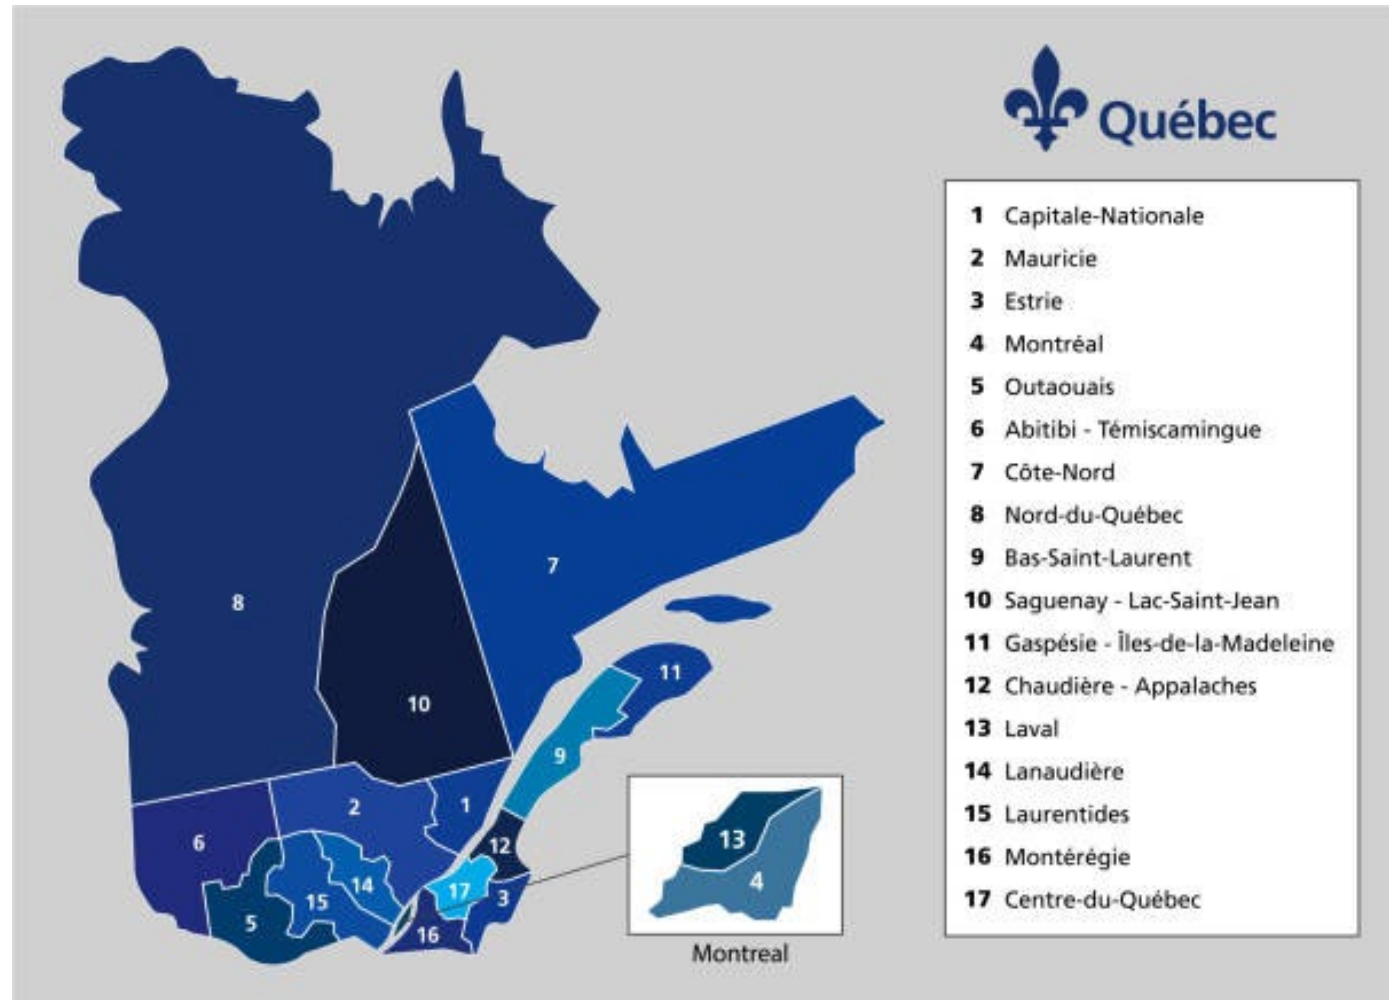 Québec
1 Capitale-Nationale
2 Mauricie
3 Estrie
4 Montréal
5 Outaouais
6 Abitibi - Témiscamingue
7 Côte-Nord
8 Nord-du-Québec
9 Bas-Saint-Laurent
10 Saguenay - Lac-Saint-Jean
11 Gaspésie - Îles-de-la-Madeleine
12 Chaudière - Appalaches
13 Laval
14 Lanaudière
15 Laurentides
16 Montérégie
17 Centre-du-Québec
7
8
11
10
9
2
1
6
12
13
14
17
4
15
3
5
16
Montreal